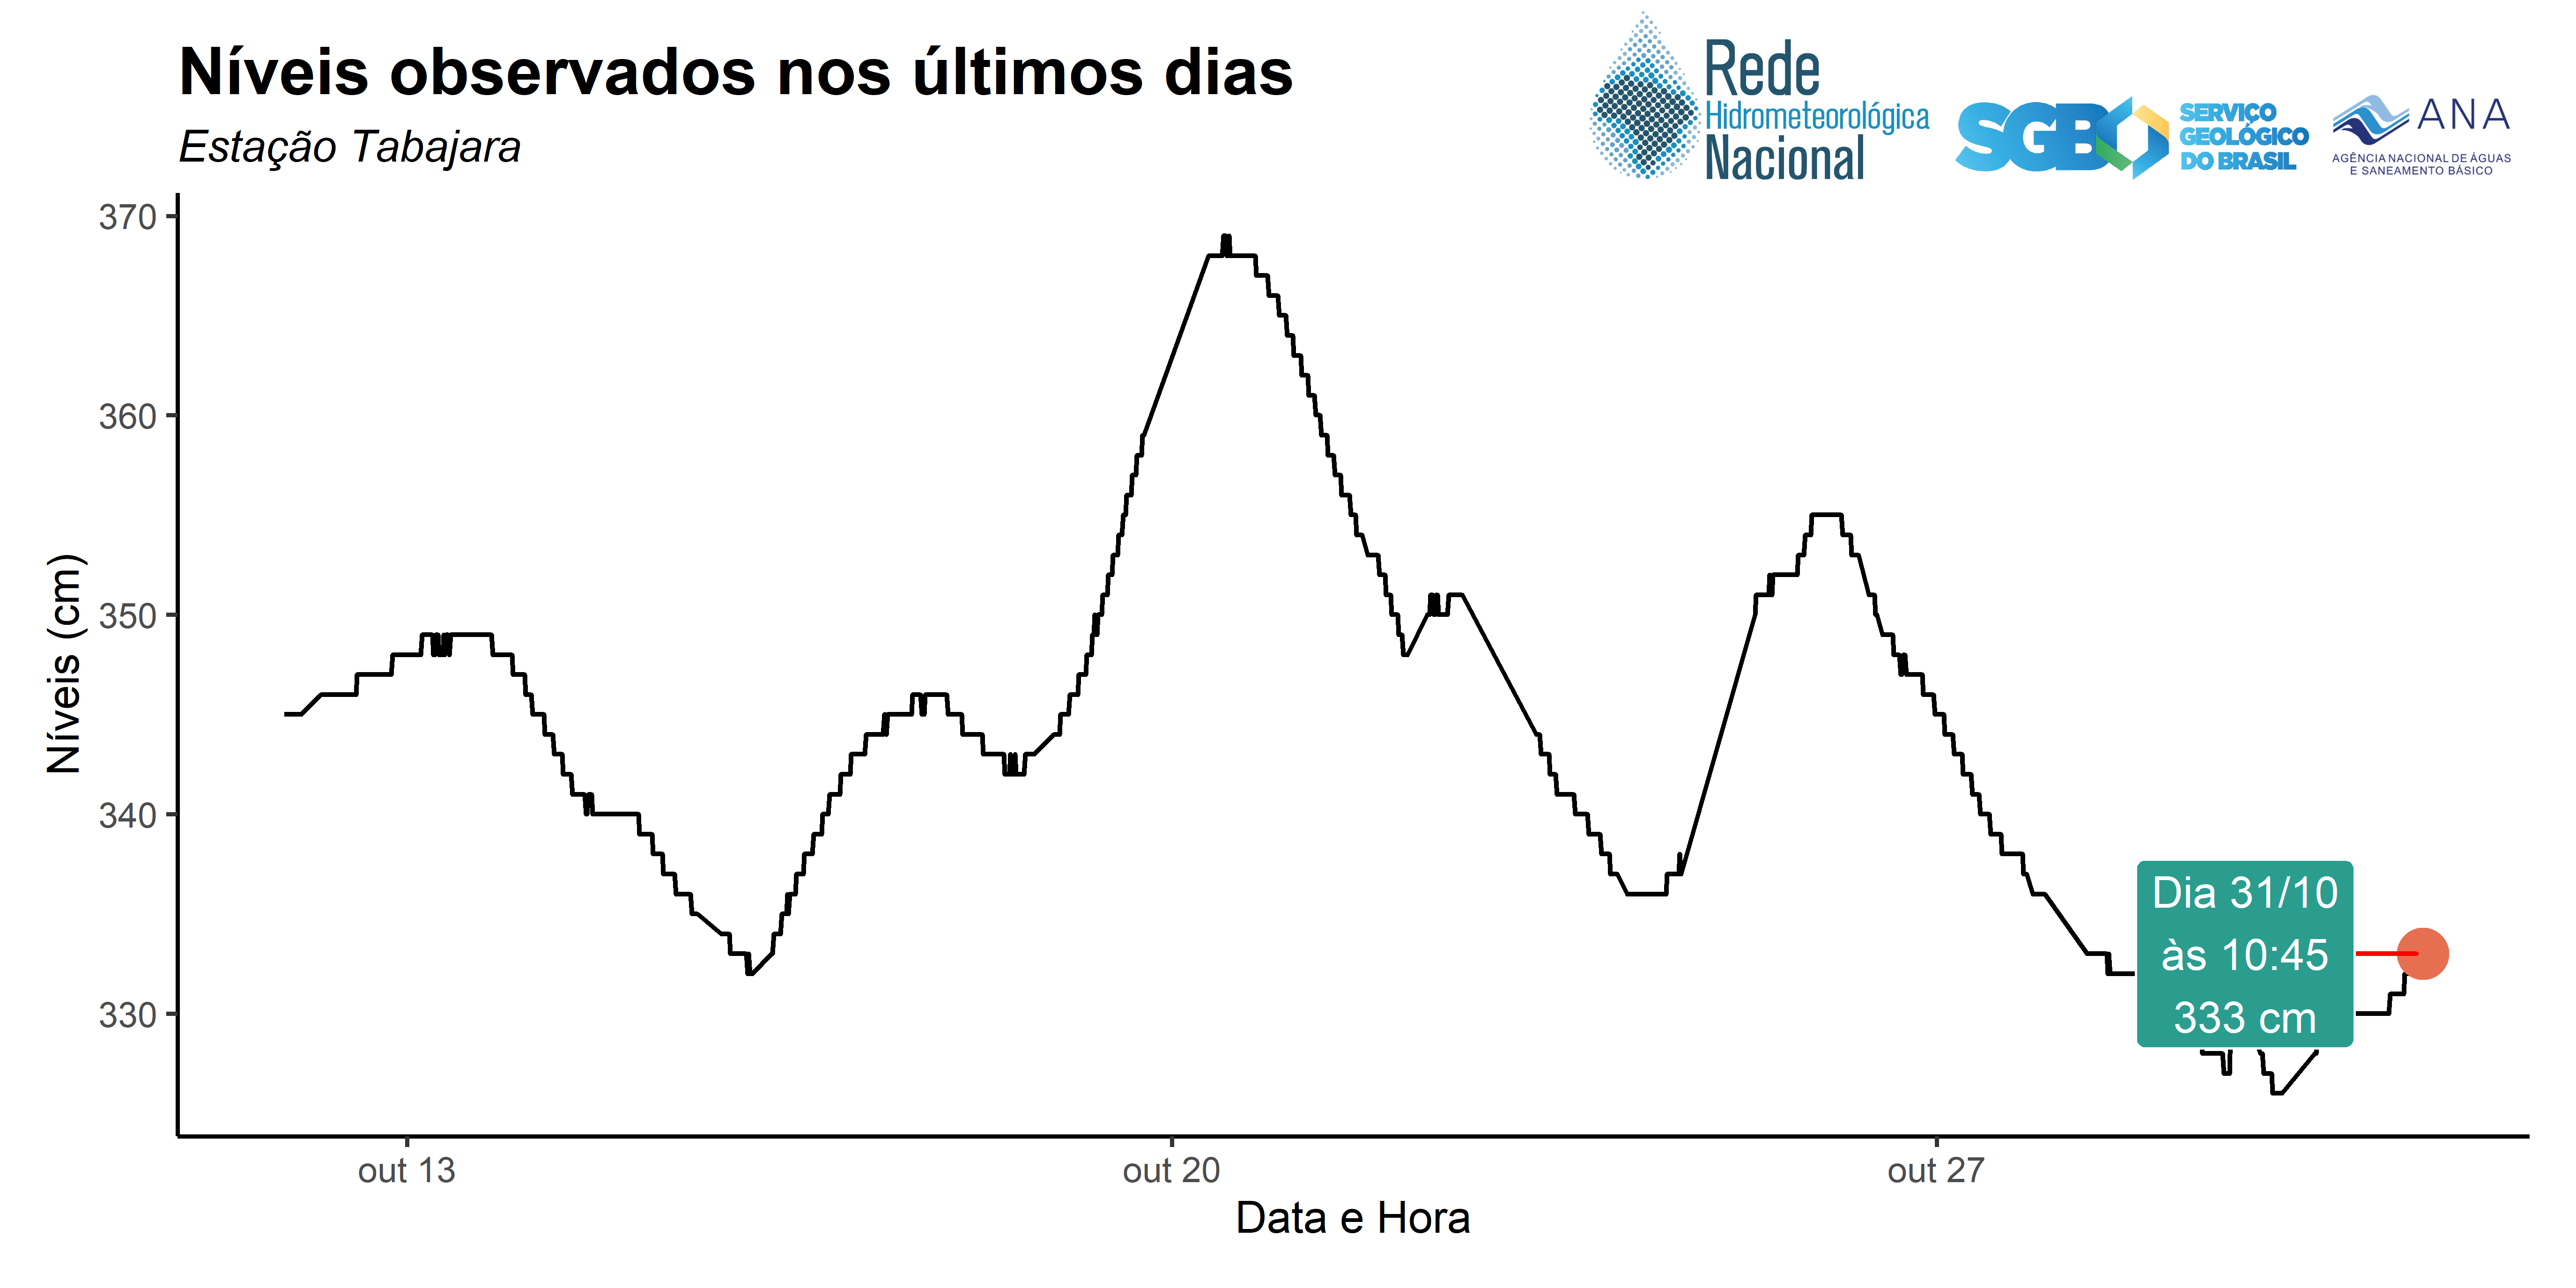 Níveis observados nos últimos dias
Estação Tabajara
Rede
Hidrometeorológica
Nacional
SGB
SERVIÇO
GEOLÓGICO
DO BRASIL
ANA
AGÊNCIA NACIONAL DE ÁGUAS
E SANEAMENTO BÁSICO
370
360
350
340
330
Níveis (cm)
Dia 31/10
às 10:45
333 cm
out 13
out 20
out 27
Data e Hora